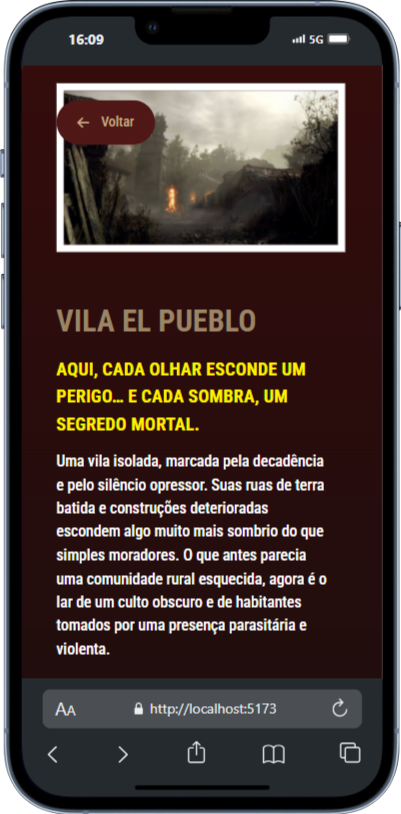 16:09
5G
Voltar
VILA EL PUEBLO
AQUI, CADA OLHAR ESCONDE UM
PERIGO... E CADA SOMBRA, UM
SEGREDO MORTAL.
Uma vila isolada, marcada pela decadência
e pelo silêncio opressor. Suas ruas de terra
batida e construções deterioradas
escondem algo muito mais sombrio do que
simples moradores. O que antes parecia
uma comunidade rural esquecida, agora é o
lar de um culto obscuro e de habitantes
tomados por uma presença parasitária e
violenta.
AA
http://localhost:5173